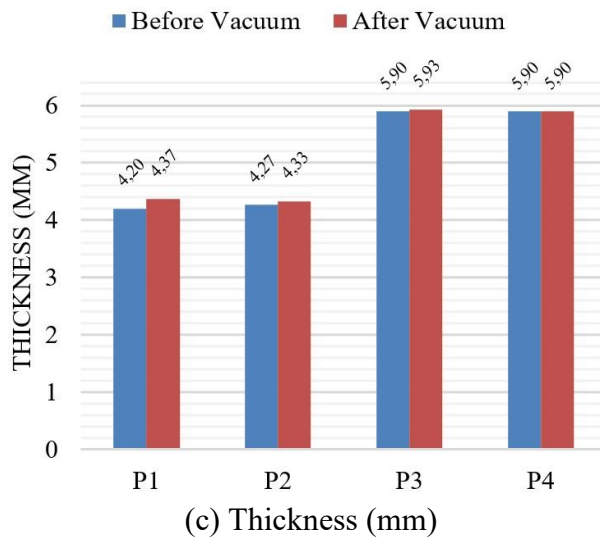 Before Vacuum After Vacuum
5,90 5,93 5,90 5,90
4,20 4,37 4,27 4,33
THICKNESS (MM)
6
5
4
3
2
1
0
P1 P2 P3 P4
(c) Thickness (mm)